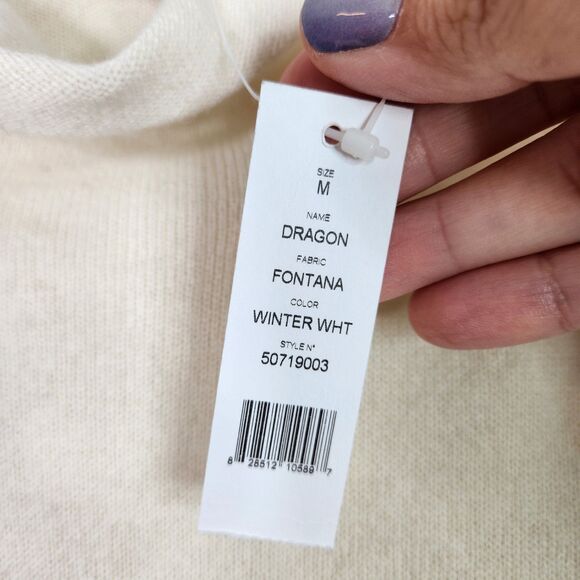 SIZE
M
NAME
DRAGON
FABRIC
FONTANA
COLOR
WINTER WHT
STYLE N°
50719003
8 28512 10589 7